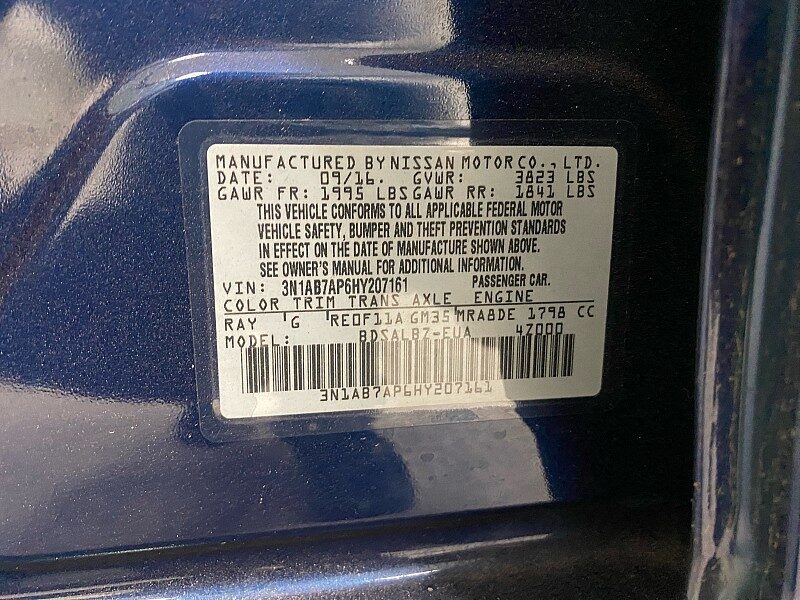 MANUFACTURED BY NISSAN MOTOR CO., LTD.
DATE: 09/16. GVWR: 3823 LBS
GAWR FR: 1995 LBS GAWR RR: 1841 LBS
THIS VEHICLE CONFORMS TO ALL APPLICABLE FEDERAL MOTOR
VEHICLE SAFETY, BUMPER AND THEFT PREVENTION STANDARDS
IN EFFECT ON THE DATE OF MANUFACTURE SHOWN ABOVE.
SEE OWNER'S MANUAL FOR ADDITIONAL INFORMATION.
VIN: 3N1AB7AP6HY207161 PASSENGER CAR.
COLOR TRIM TRANS AXLE ENGINE
RAY G RE0F11A GM35 MRA8DE 1798 CC
MODEL: BDSALBZ-EUA 4Z000
3N1AB7AP6HY207161